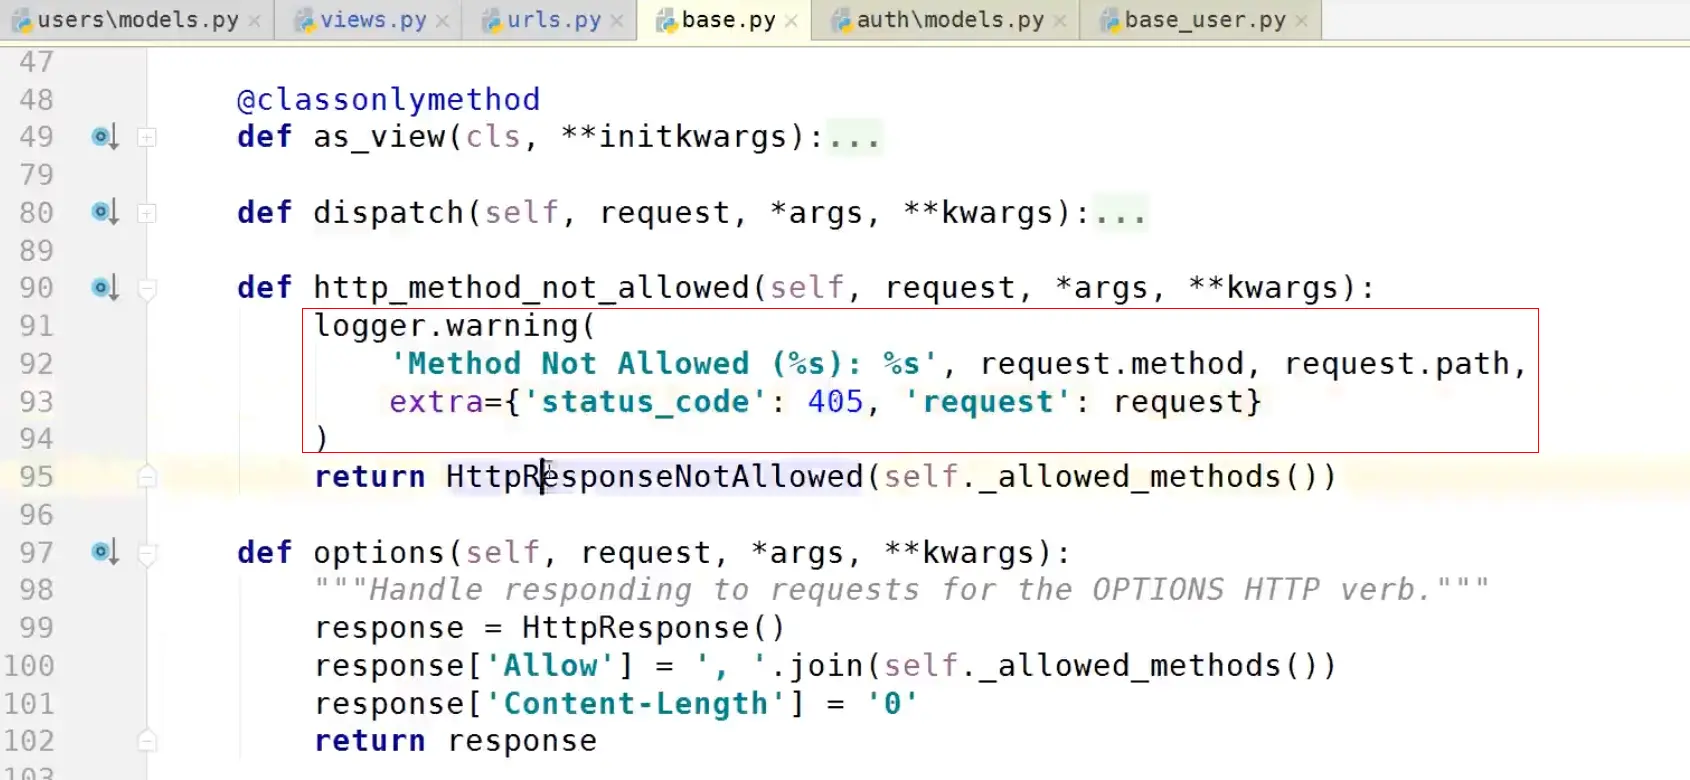 users\models.py views.py urls.py base.py auth\models.py base_user.py
47
48 @classonlymethod
49 def as_view(cls, **initkwargs):...
79
80 def dispatch(self, request, *args, **kwargs):...
89
90 def http_method_not_allowed(self, request, *args, **kwargs):
91 logger.warning(
92 'Method Not Allowed (%s): %s', request.method, request.path,
93 extra={'status_code': 405, 'request': request}
94 )
95 return HttpResponseNotAllowed(self._allowed_methods())
96
97 def options(self, request, *args, **kwargs):
98 """Handle responding to requests for the OPTIONS HTTP verb."""
99 response = HttpResponse()
100 response['Allow'] = ', '.join(self._allowed_methods())
101 response['Content-Length'] = '0'
102 return response
103